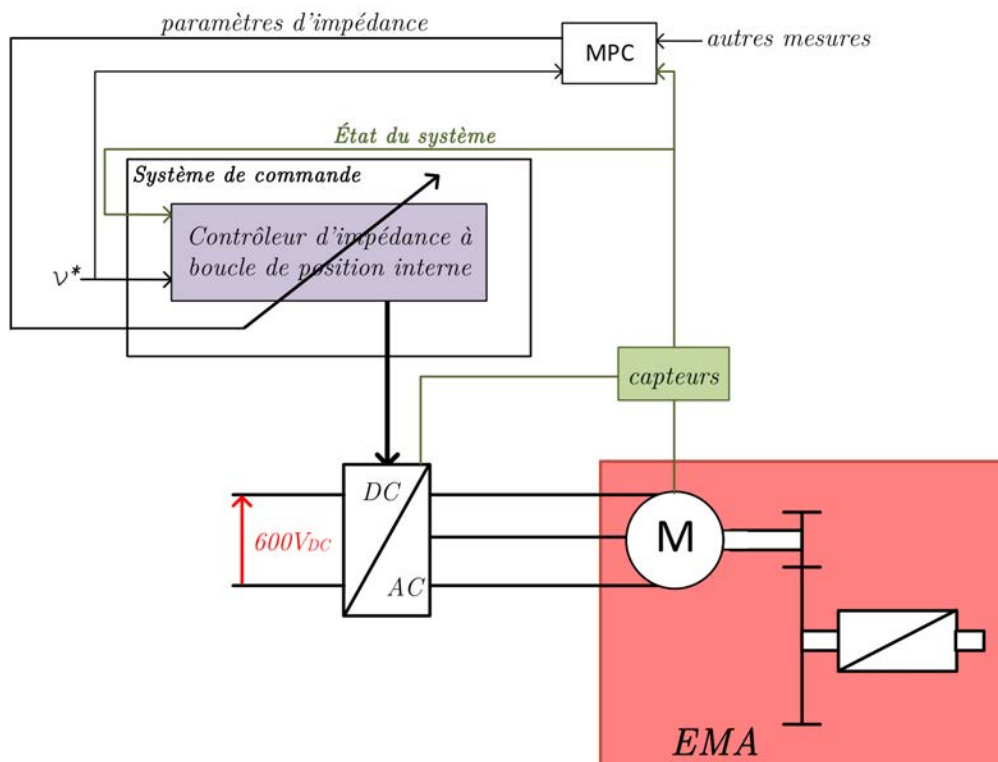 paramètres d'impédance
MPC
autres mesures
État du système
Système de commande
Contrôleur d'impédance à
boucle de position interne
ν*
capteurs
DC
600VDC
AC
M
EMA